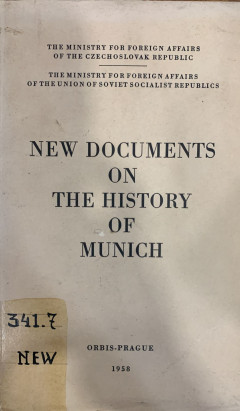 THE MINISTRY FOR FOREIGN AFFAIRS
OF THE CZECHOSLOVAK REPUBLIC
THE MINISTRY FOR FOREIGN AFFAIRS
OF THE UNION OF SOVIET SOCIALIST REPUBLICS
NEW DOCUMENTS
ON
THE HISTORY
OF
MUNICH
341.7
NEW
ORBIS-PRAGUE
1958